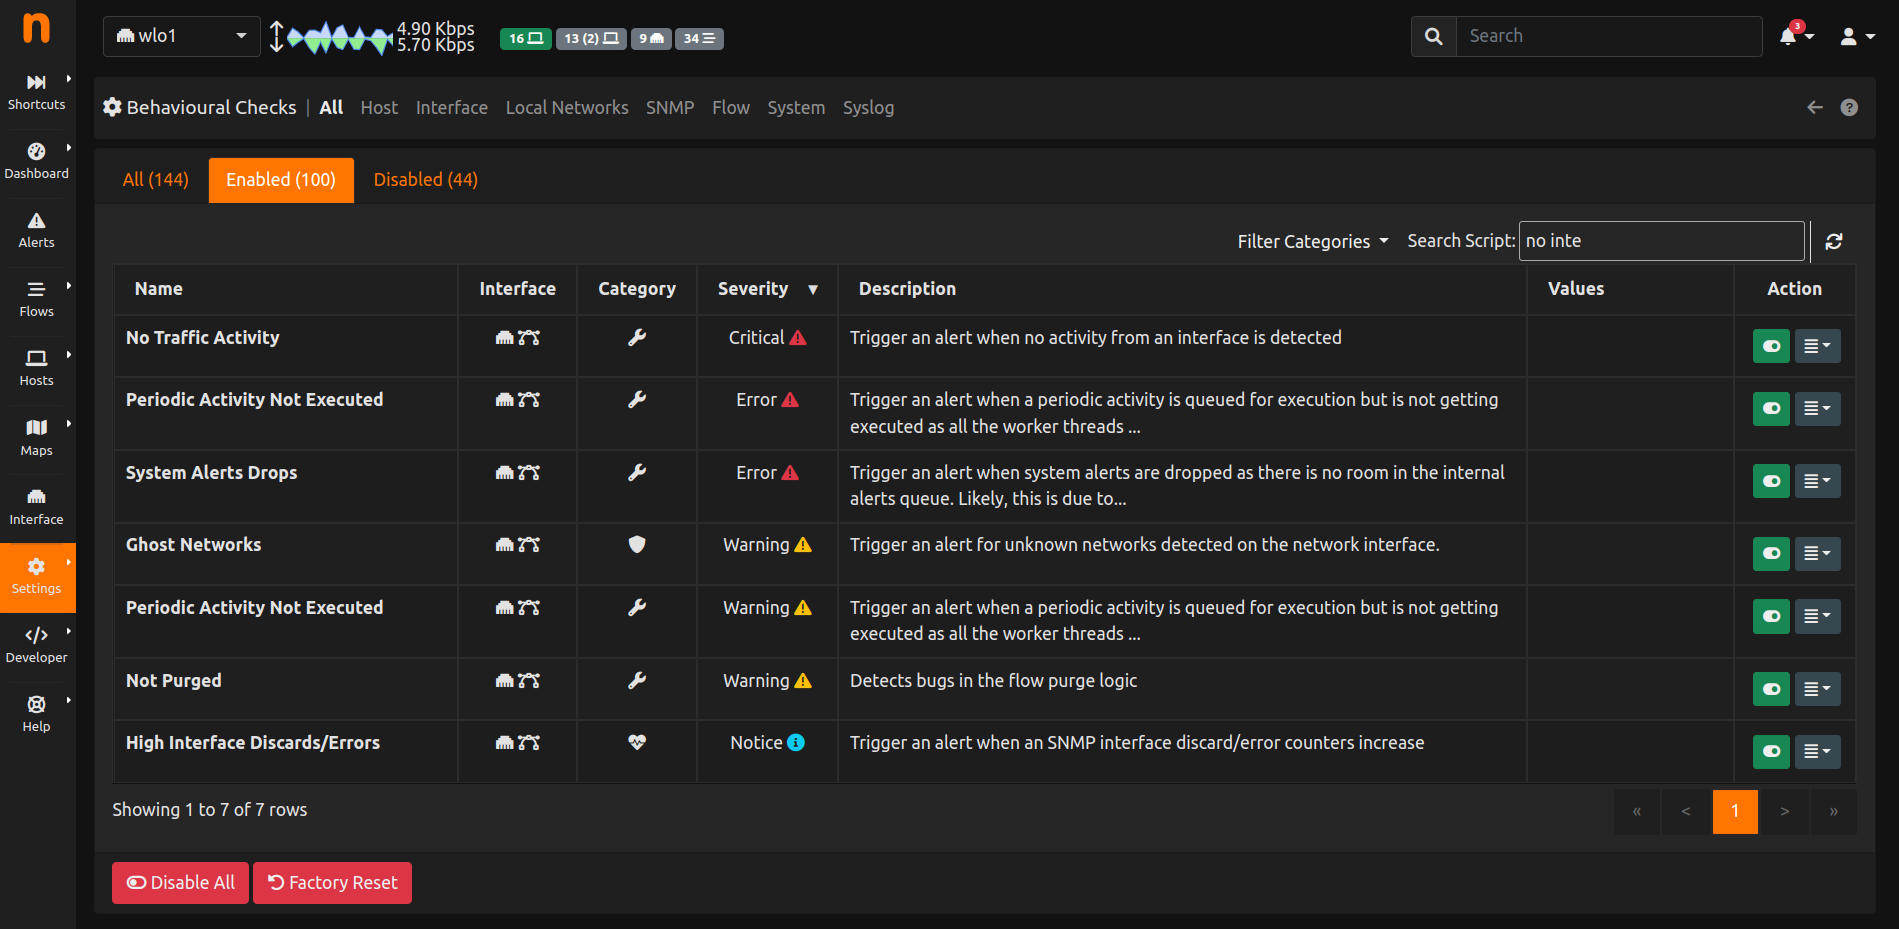 n
wlo1
4.90 Kbps
5.70 Kbps
16
13 (2)
9
34
Search
3
Shortcuts
Dashboard
Alerts
Flows
Hosts
Maps
Interface
Settings
Developer
Help
Behavioural Checks | All Host Interface Local Networks SNMP Flow System Syslog
?
All (144) Enabled (100) Disabled (44)
Filter Categories Search Script: no inte
Name Interface Category Severity ▼ Description Values Action
No Traffic Activity Critical Trigger an alert when no activity from an interface is detected
Periodic Activity Not Executed Error Trigger an alert when a periodic activity is queued for execution but is not getting
executed as all the worker threads ...
System Alerts Drops Error Trigger an alert when system alerts are dropped as there is no room in the internal
alerts queue. Likely, this is due to...
Ghost Networks Warning Trigger an alert for unknown networks detected on the network interface.
Periodic Activity Not Executed Warning Trigger an alert when a periodic activity is queued for execution but is not getting
executed as all the worker threads ...
Not Purged Warning Detects bugs in the flow purge logic
High Interface Discards/Errors Notice Trigger an alert when an SNMP interface discard/error counters increase
Showing 1 to 7 of 7 rows
« < 1 > »
Disable All Factory Reset